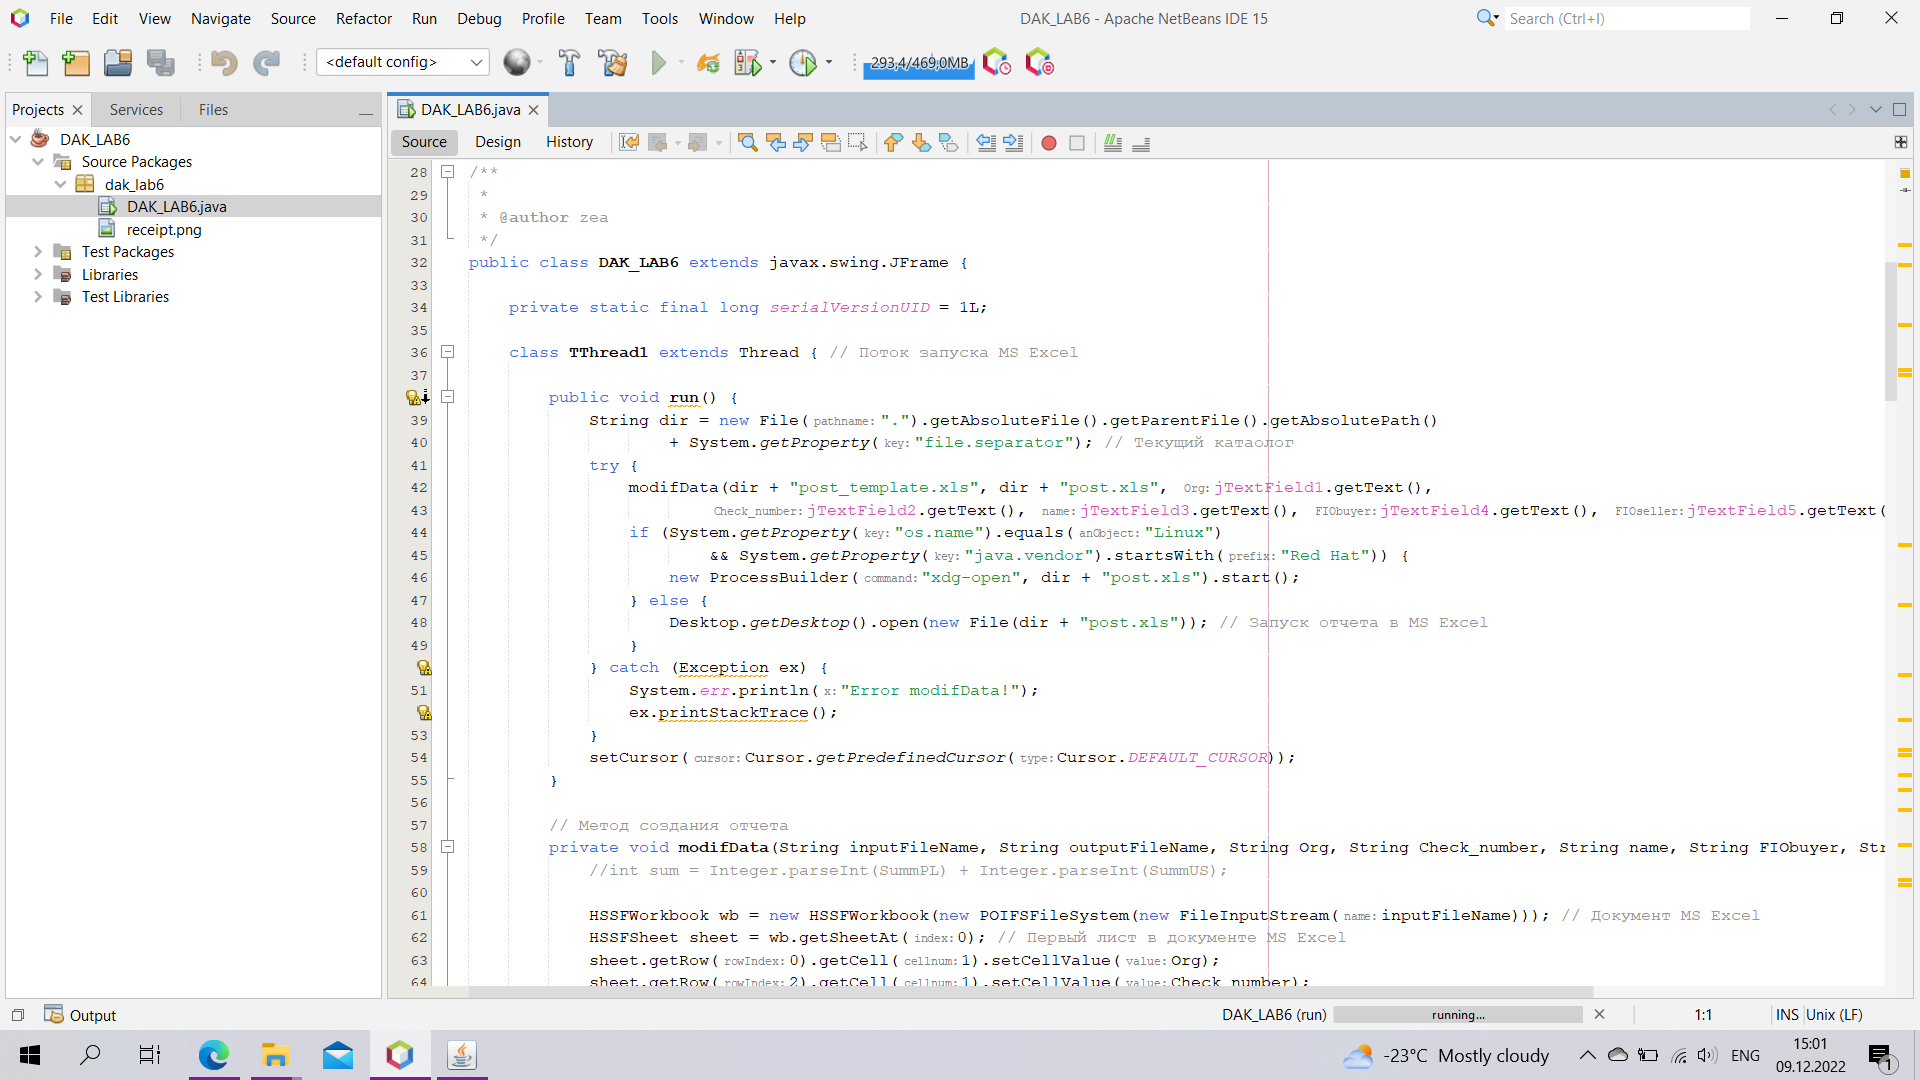 File Edit View Navigate Source Refactor Run Debug Profile Team Tools Window Help
DAK_LAB6 - Apache NetBeans IDE 15
Search (Ctrl+I)
<default config>
293,4/469,0MB
Projects Services Files
DAK_LAB6
Source Packages
dak_lab6
DAK_LAB6.java
receipt.png
Test Packages
Libraries
Test Libraries
DAK_LAB6.java
Source Design History
28 /**
29 *
30 * @author zea
31 */
32 public class DAK_LAB6 extends javax.swing.JFrame {
33
34 private static final long serialVersionUID = 1L;
35
36 class TThread1 extends Thread { // Поток запуска MS Excel
37
public void run() {
39 String dir = new File( pathname: ".").getAbsoluteFile().getParentFile().getAbsolutePath()
40 + System.getProperty( key: "file.separator"); // Текущий катаолог
41 try {
42 modifData(dir + "post_template.xls", dir + "post.xls", Org: jTextField1.getText(),
43 Check_number: jTextField2.getText(), name: jTextField3.getText(), FIObuyer: jTextField4.getText(), FIOseller: jTextField5.getText(
44 if (System.getProperty( key: "os.name").equals( anObject: "Linux")
45 && System.getProperty( key: "java.vendor").startsWith( prefix: "Red Hat")) {
46 new ProcessBuilder( command: "xdg-open", dir + "post.xls").start();
47 } else {
48 Desktop.getDesktop().open(new File(dir + "post.xls")); // Запуск отчета в MS Excel
49 }
} catch (Exception ex) {
51 System.err.println( x: "Error modifData!");
ex.printStackTrace();
53 }
54 setCursor( cursor: Cursor.getPredefinedCursor( type: Cursor.DEFAULT_CURSOR));
55 }
56
57 // Метод создания отчета
58 private void modifData(String inputFileName, String outputFileName, String Org, String Check_number, String name, String FIObuyer, Str
59 //int sum = Integer.parseInt(SummPL) + Integer.parseInt(SummUS);
60
61 HSSFWorkbook wb = new HSSFWorkbook(new POIFSFileSystem(new FileInputStream( name: inputFileName))); // Документ MS Excel
62 HSSFSheet sheet = wb.getSheetAt( index: 0); // Первый лист в документе MS Excel
63 sheet.getRow( rowIndex: 0).getCell( cellnum: 1).setCellValue( value: Org);
64 sheet.getRow( rowIndex: 2).getCell( cellnum: 1).setCellValue( value: Check_number);
Output
DAK_LAB6 (run) running... 1:1 INS Unix (LF)
-23°C Mostly cloudy ENG
15:01
09.12.2022
1